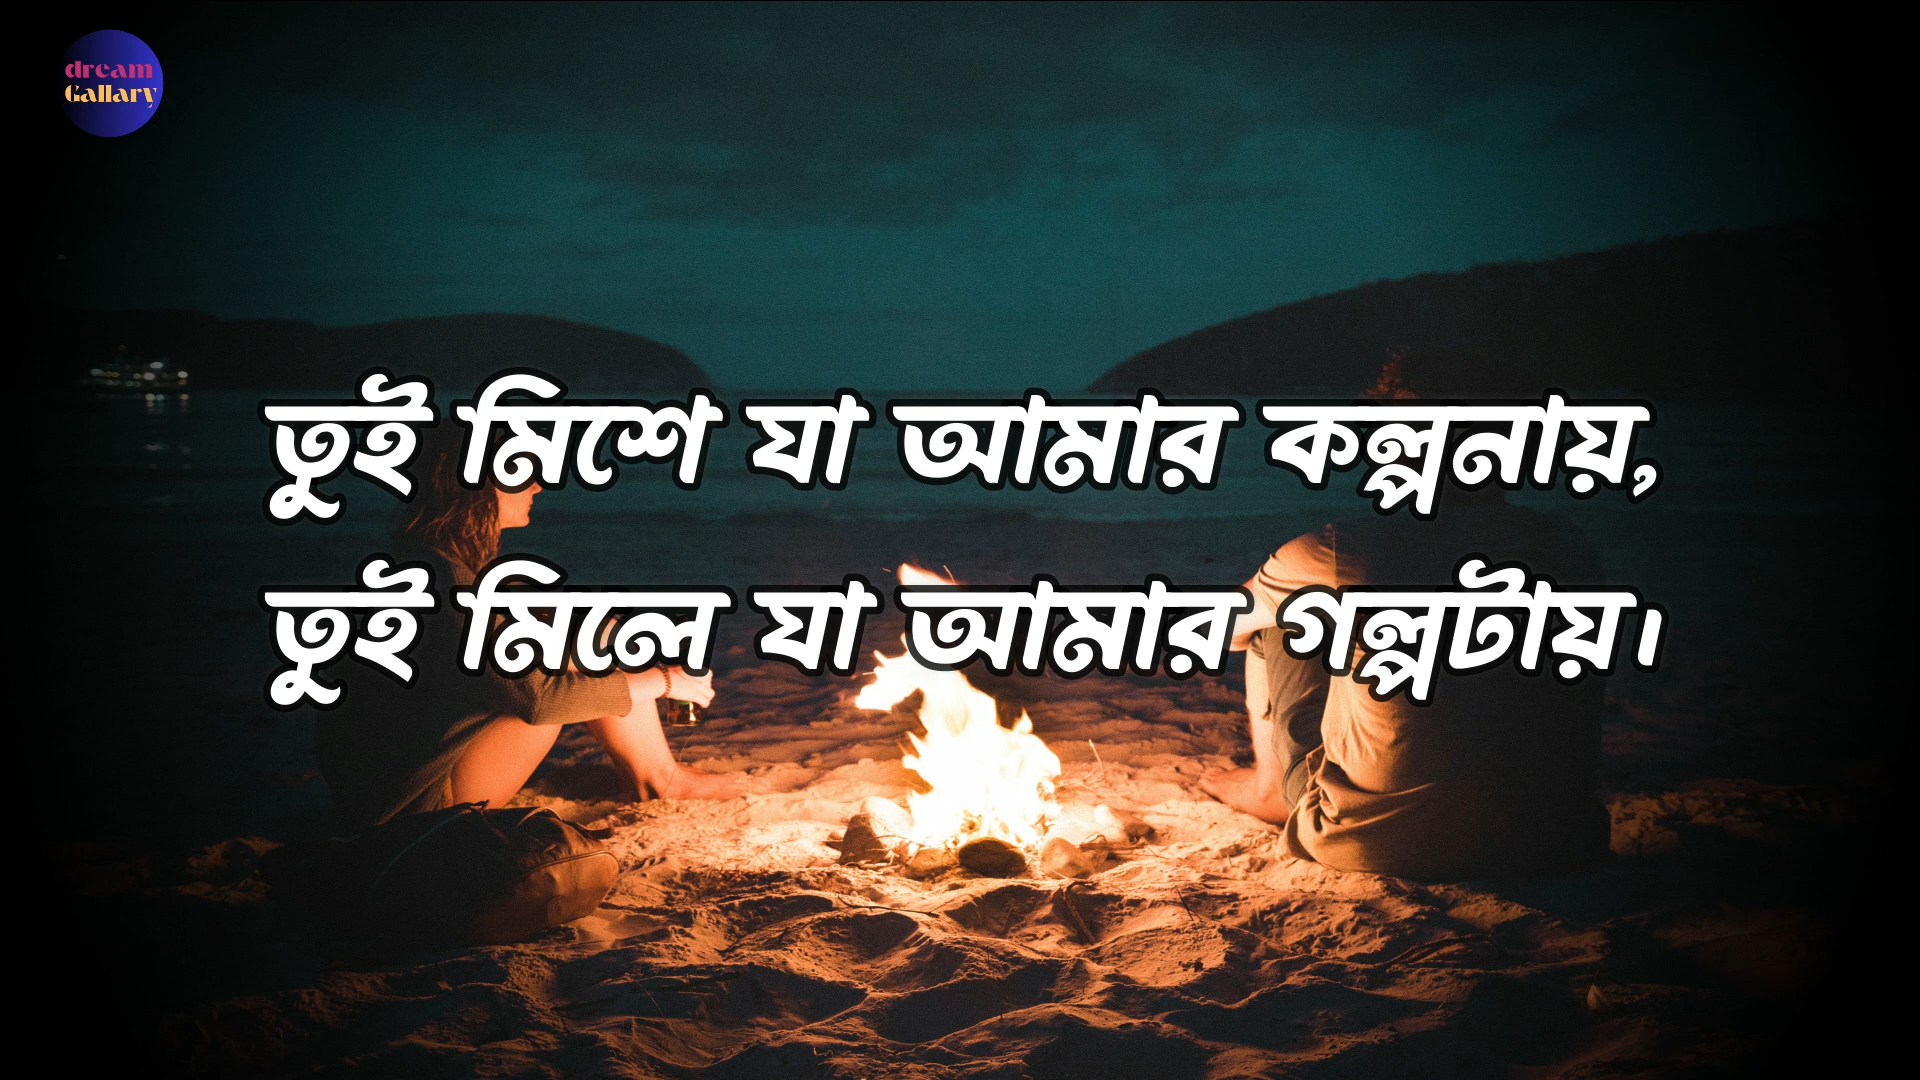 dream
Gallary
তুই মিশে যা আমার কল্পনায়,
তুই মিলে যা আমার গল্পটায়।